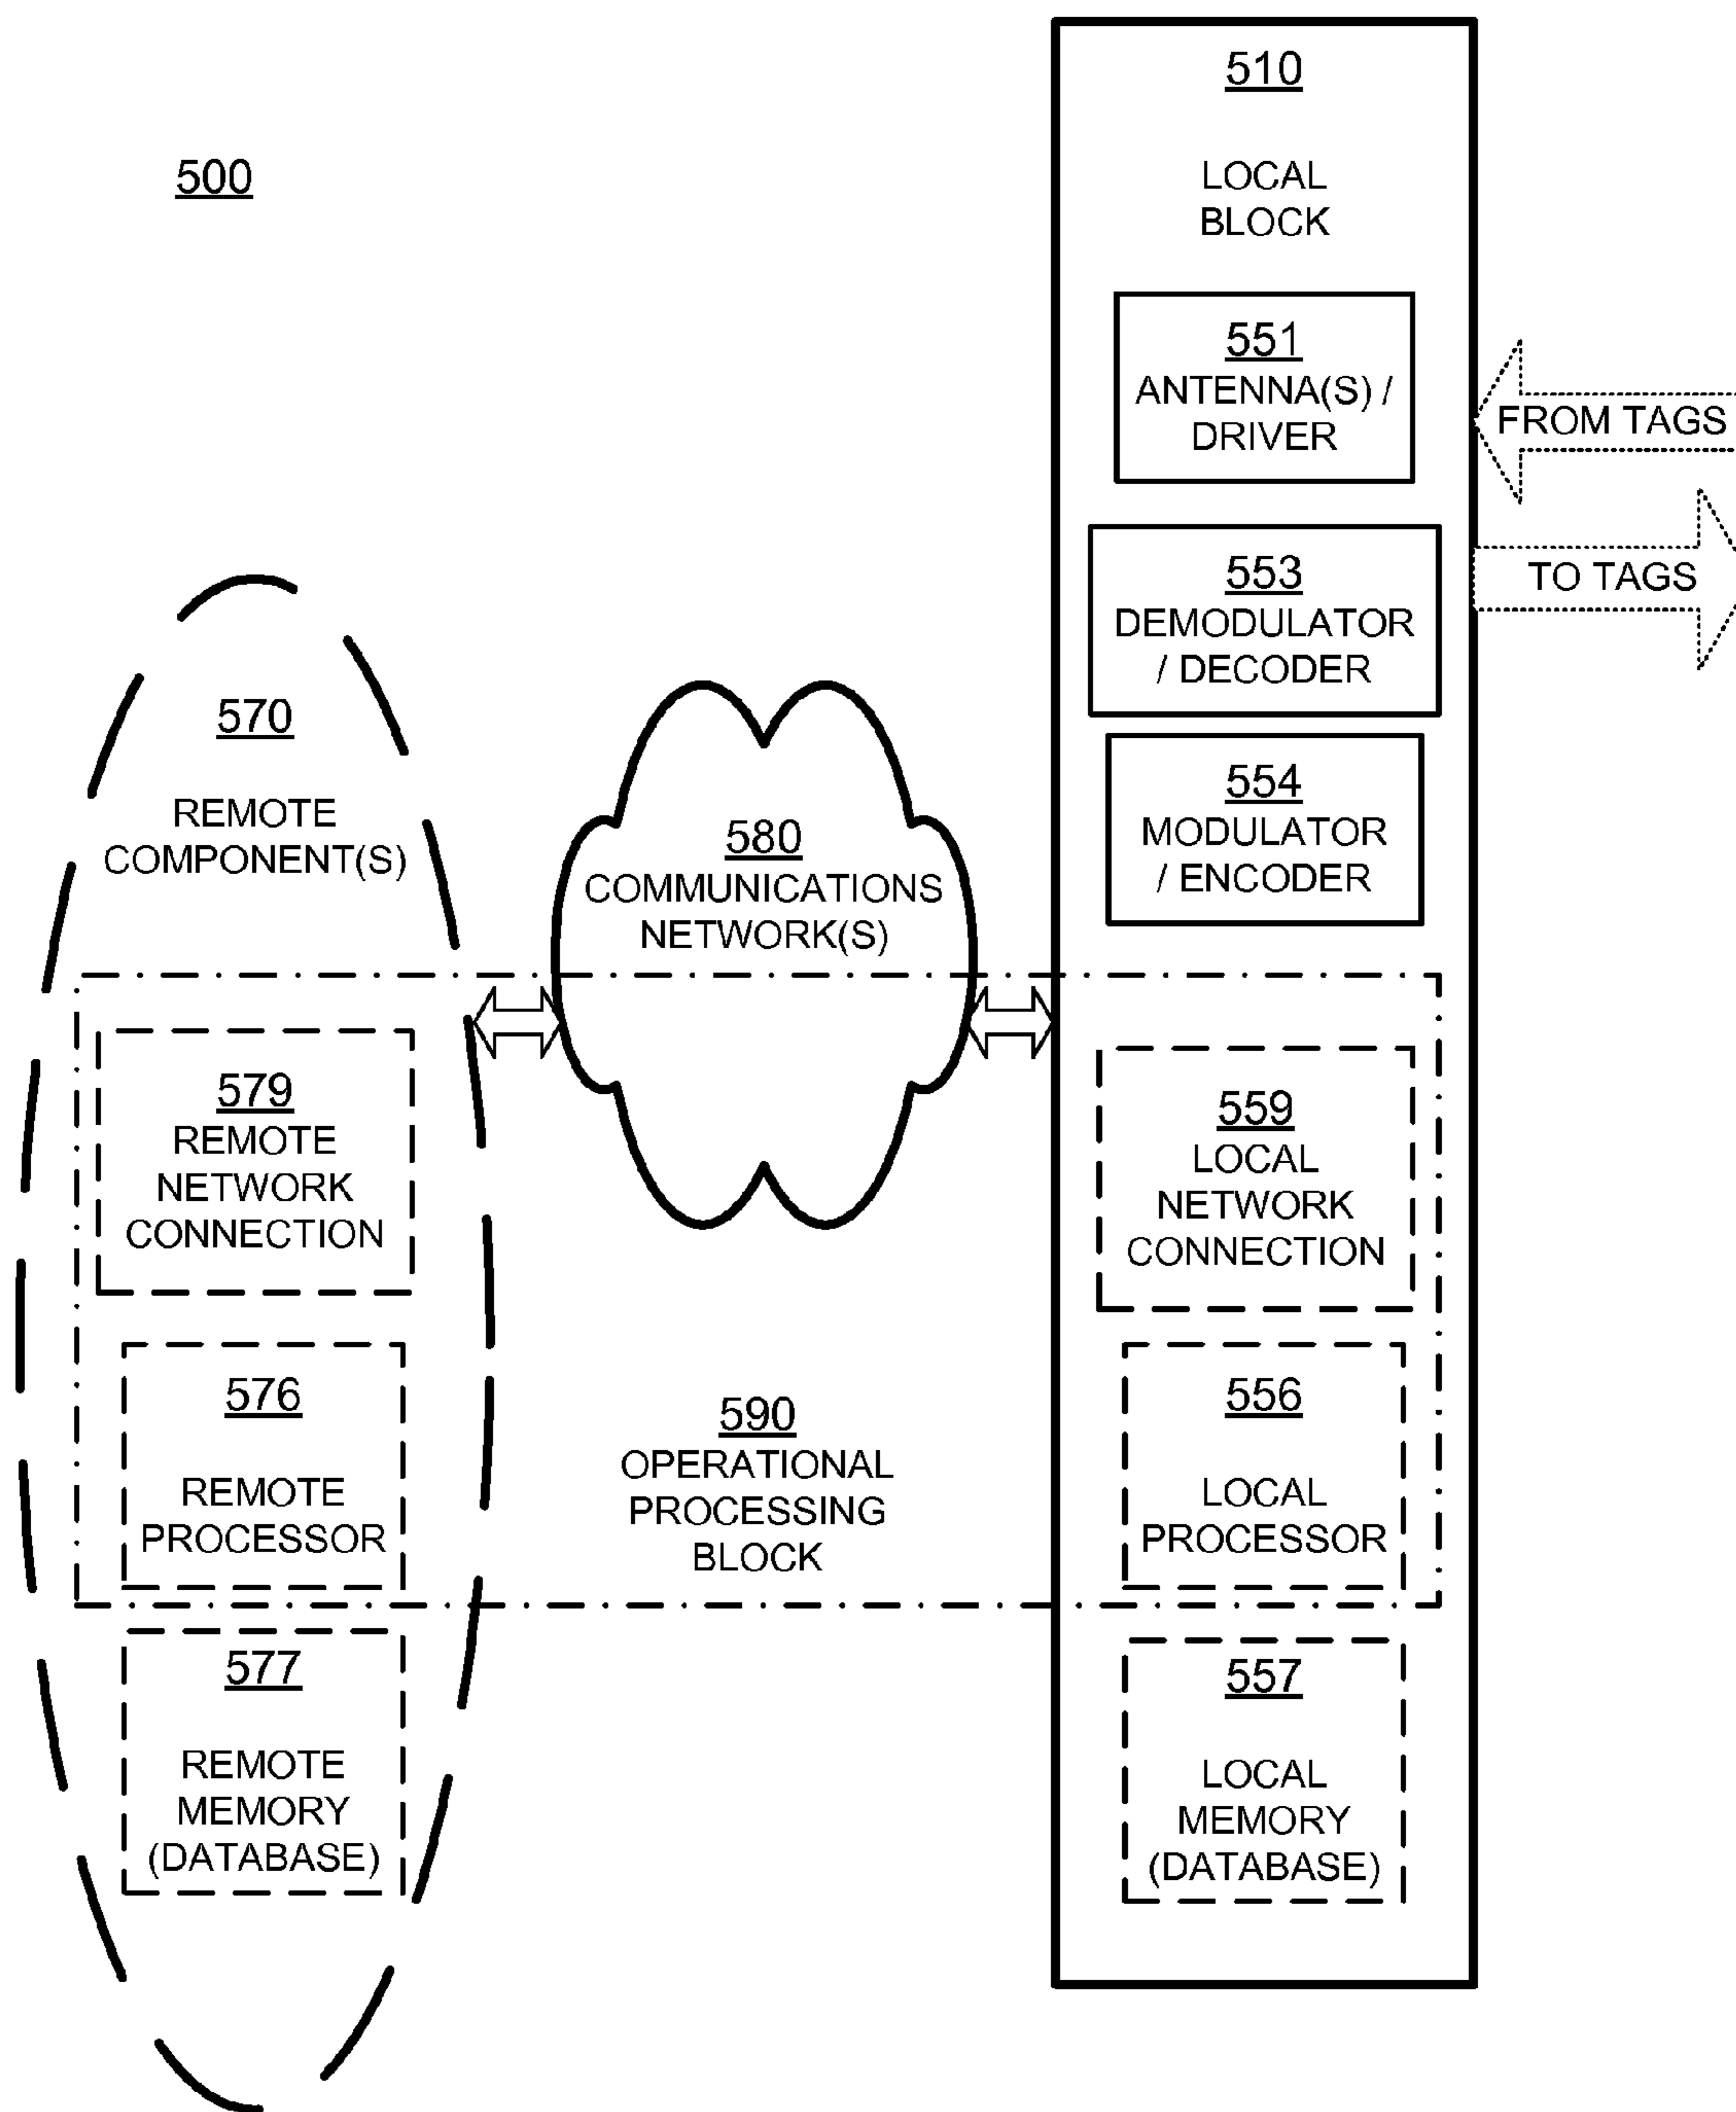 500
510
LOCAL
BLOCK
551
ANTENNA(S) /
DRIVER
FROM TAGS
553
DEMODULATOR
/ DECODER
TO TAGS
554
MODULATOR
/ ENCODER
570
REMOTE
COMPONENT(S)
580
COMMUNICATIONS
NETWORK(S)
579
REMOTE
NETWORK
CONNECTION
559
LOCAL
NETWORK
CONNECTION
576
REMOTE
PROCESSOR
590
OPERATIONAL
PROCESSING
BLOCK
556
LOCAL
PROCESSOR
577
REMOTE
MEMORY
(DATABASE)
557
LOCAL
MEMORY
(DATABASE)